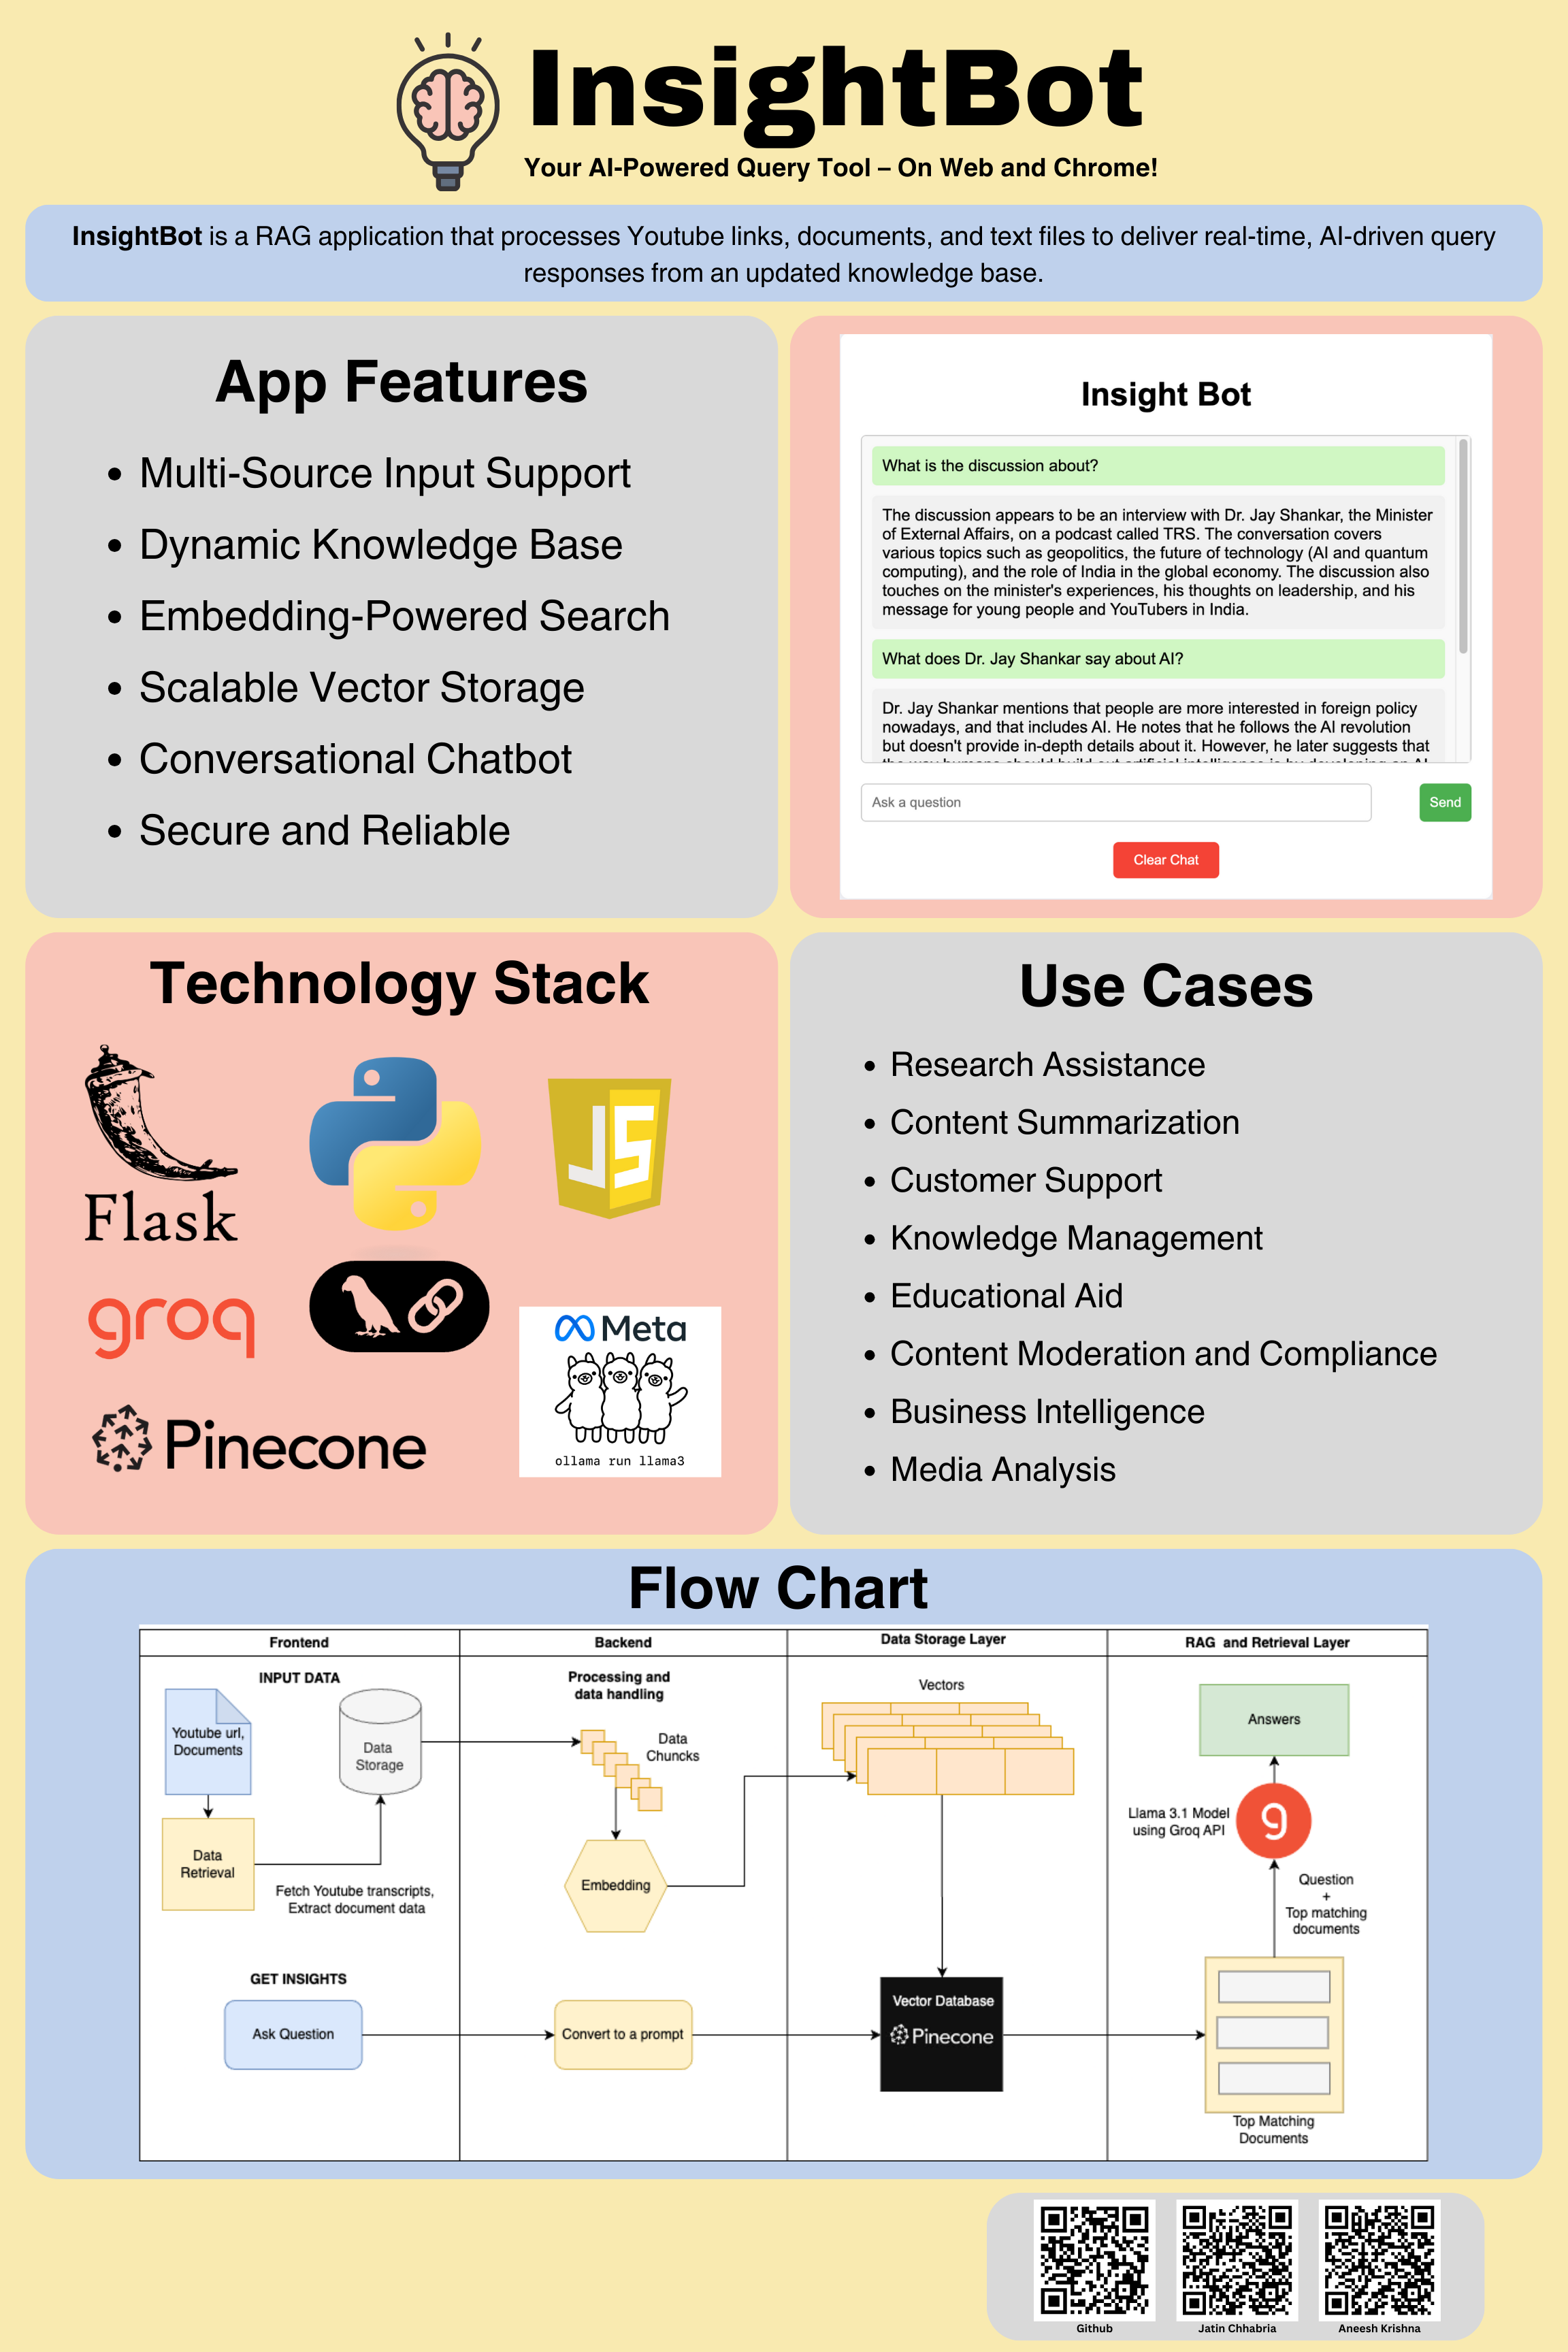 InsightBot
Your AI-Powered Query Tool – On Web and Chrome!
InsightBot is a RAG application that processes Youtube links, documents, and text files to deliver real-time, AI-driven query
responses from an updated knowledge base.
App Features
• Multi-Source Input Support
• Dynamic Knowledge Base
• Embedding-Powered Search
• Scalable Vector Storage
• Conversational Chatbot
• Secure and Reliable
Insight Bot
What is the discussion about?
The discussion appears to be an interview with Dr. Jay Shankar, the Minister
of External Affairs, on a podcast called TRS. The conversation covers
various topics such as geopolitics, the future of technology (AI and quantum
computing), and the role of India in the global economy. The discussion also
touches on the minister's experiences, his thoughts on leadership, and his
message for young people and YouTubers in India.
What does Dr. Jay Shankar say about AI?
Dr. Jay Shankar mentions that people are more interested in foreign policy
nowadays, and that includes AI. He notes that he follows the AI revolution
but doesn't provide in-depth details about it. However, he later suggests that
the way humans should build out artificial intelligence is by developing an AI
Ask a question
Send
Clear Chat
Technology Stack
Flask
JS
groq
Meta
ollama run llama3
Pinecone
Use Cases
• Research Assistance
• Content Summarization
• Customer Support
• Knowledge Management
• Educational Aid
• Content Moderation and Compliance
• Business Intelligence
• Media Analysis
Flow Chart
Frontend
Backend
Data Storage Layer
RAG and Retrieval Layer
INPUT DATA
Youtube url,
Documents
Data
Storage
Data
Retrieval
Fetch Youtube transcripts,
Extract document data
Processing and
data handling
Data
Chuncks
Embedding
Vectors
Answers
Llama 3.1 Model
using Groq API
g
Question
+
Top matching
documents
GET INSIGHTS
Ask Question
Convert to a prompt
Vector Database
Pinecone
Top Matching
Documents
Github
Jatin Chhabria
Aneesh Krishna